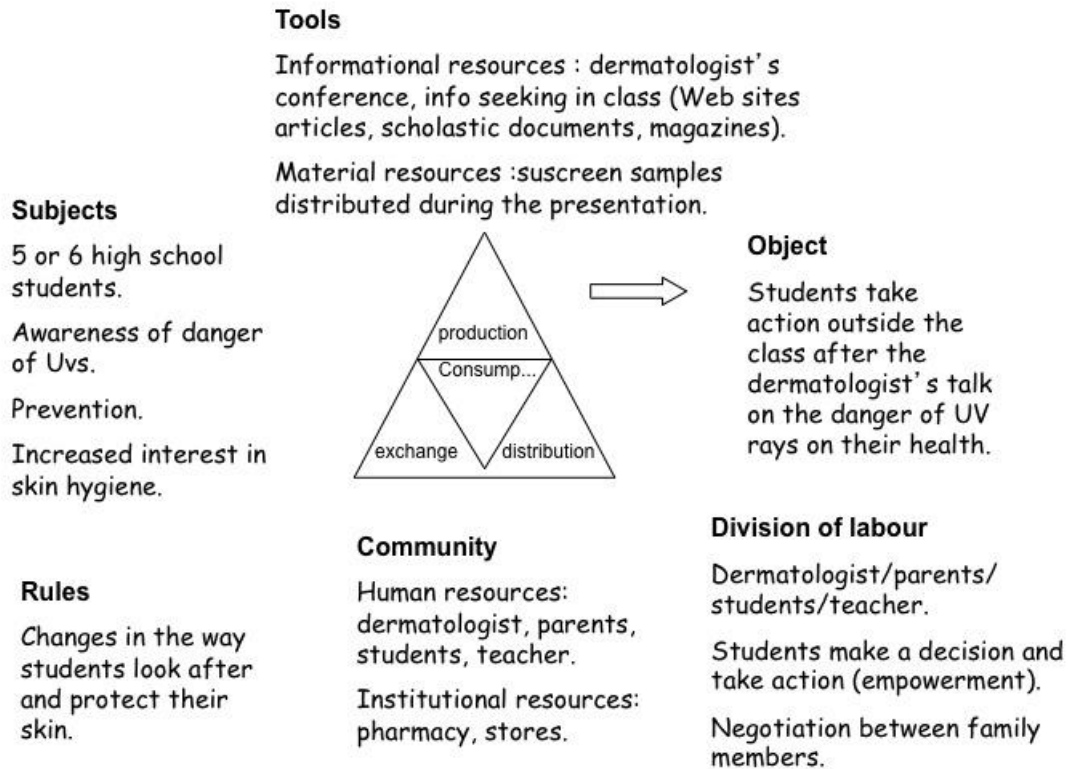 Tools
Informational resources : dermatologist's
conference, info seeking in class (Web sites
articles, scholastic documents, magazines).
Material resources :suscreen samples
distributed during the presentation.
Subjects
5 or 6 high school
students.
Awareness of danger
of Uvs.
Prevention.
Increased interest in
skin hygiene.
production
Consump...
exchange
distribution
Object
Students take
action outside the
class after the
dermatologist's talk
on the danger of UV
rays on their health.
Rules
Changes in the way
students look after
and protect their
skin.
Community
Human resources:
dermatologist, parents,
students, teacher.
Institutional resources:
pharmacy, stores.
Division of labour
Dermatologist/parents/
students/teacher.
Students make a decision and
take action (empowerment).
Negotiation between family
members.